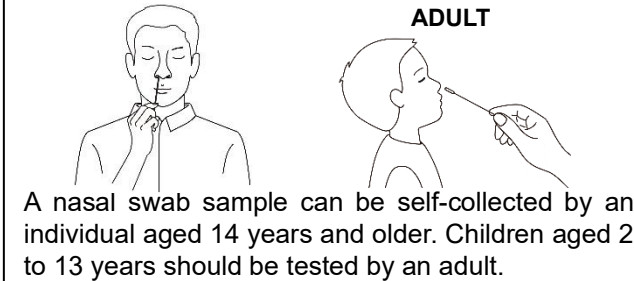 ADULT
A nasal swab sample can be self-collected by an
individual aged 14 years and older. Children aged 2
to 13 years should be tested by an adult.